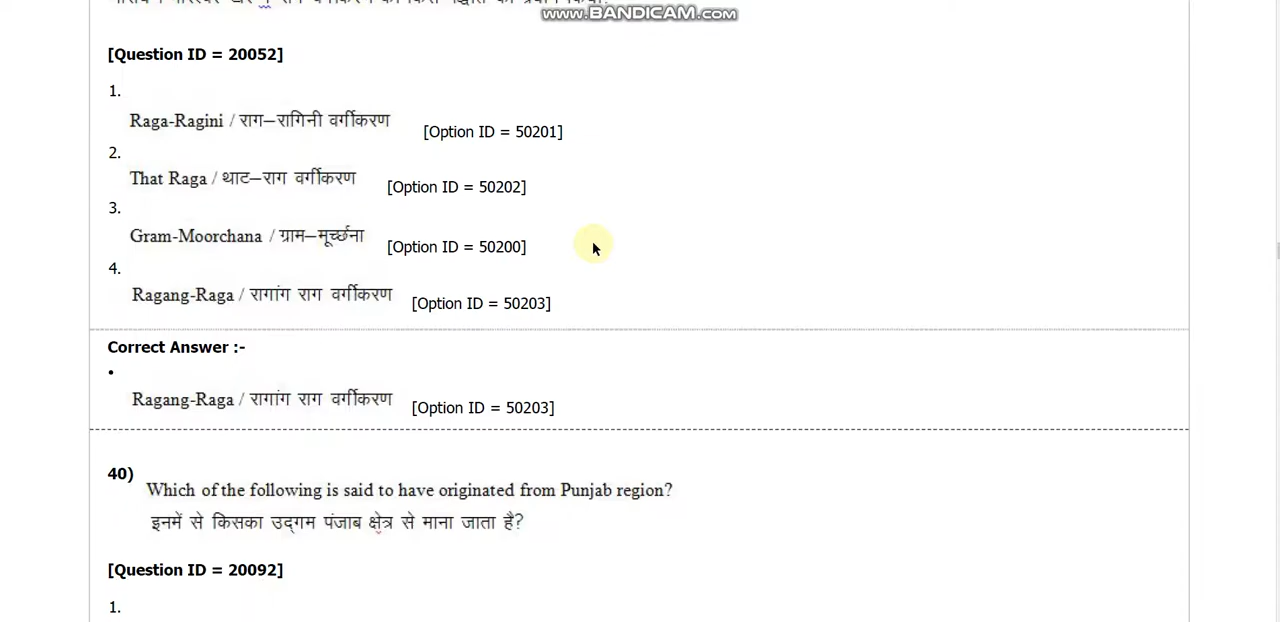 www.BANDICAM.com
[Question ID = 20052]
1.
Raga-Ragini / राग–रागिनी वर्गीकरण [Option ID = 50201]
2.
That Raga / थाट–राग वर्गीकरण [Option ID = 50202]
3.
Gram-Moorchana / ग्राम–मूर्च्छना [Option ID = 50200]
4.
Ragang-Raga / रागांग राग वर्गीकरण [Option ID = 50203]
Correct Answer :-
•
Ragang-Raga / रागांग राग वर्गीकरण [Option ID = 50203]
40)
Which of the following is said to have originated from Punjab region?
इनमें से किसका उद्गम पंजाब क्षेत्र से माना जाता है?
[Question ID = 20092]
1.